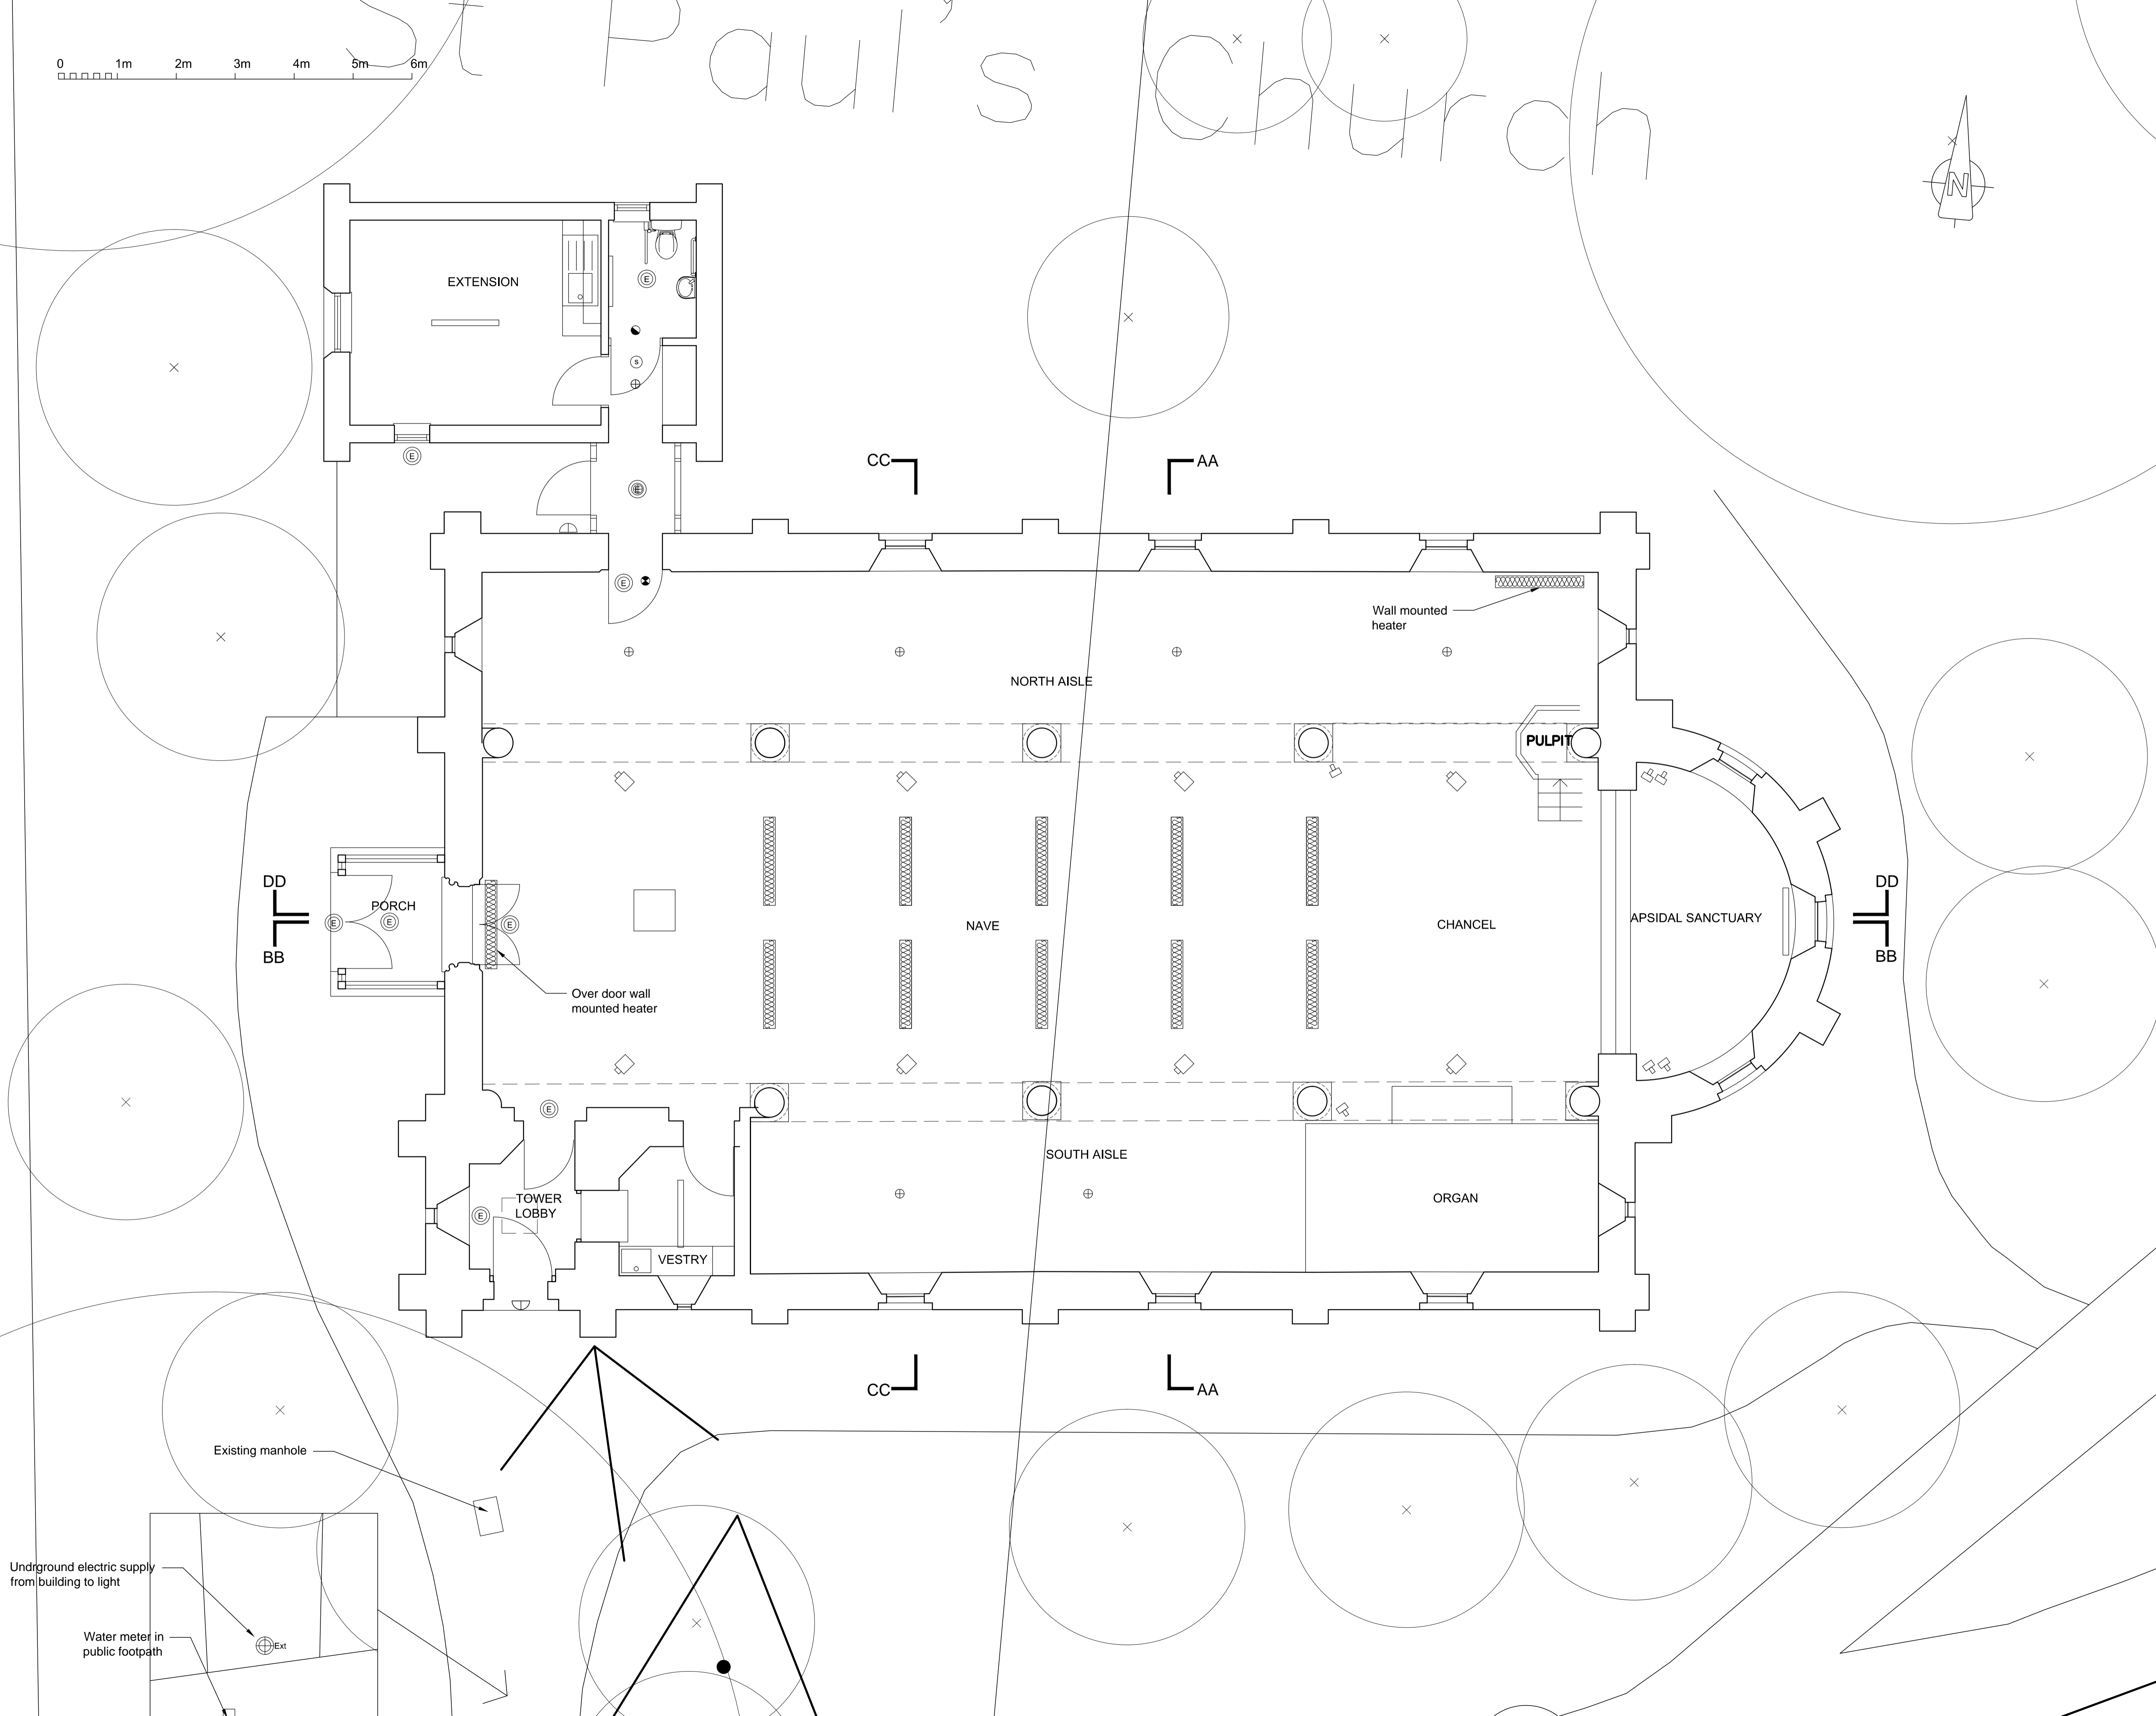 St Paul's Church
0 1m 2m 3m 4m 5m 6m
N
EXTENSION
E
S
E
E
CC
AA
E
Wall mounted
heater
NORTH AISLE
PULPIT
DD
DD
PORCH
E
E
E
NAVE
CHANCEL
APSIDAL SANCTUARY
BB
BB
Over door wall
mounted heater
E
SOUTH AISLE
TOWER
LOBBY
E
ORGAN
VESTRY
CC
AA
Existing manhole
Undrground electric supply
from building to light
Ext
Water meter in
public footpath